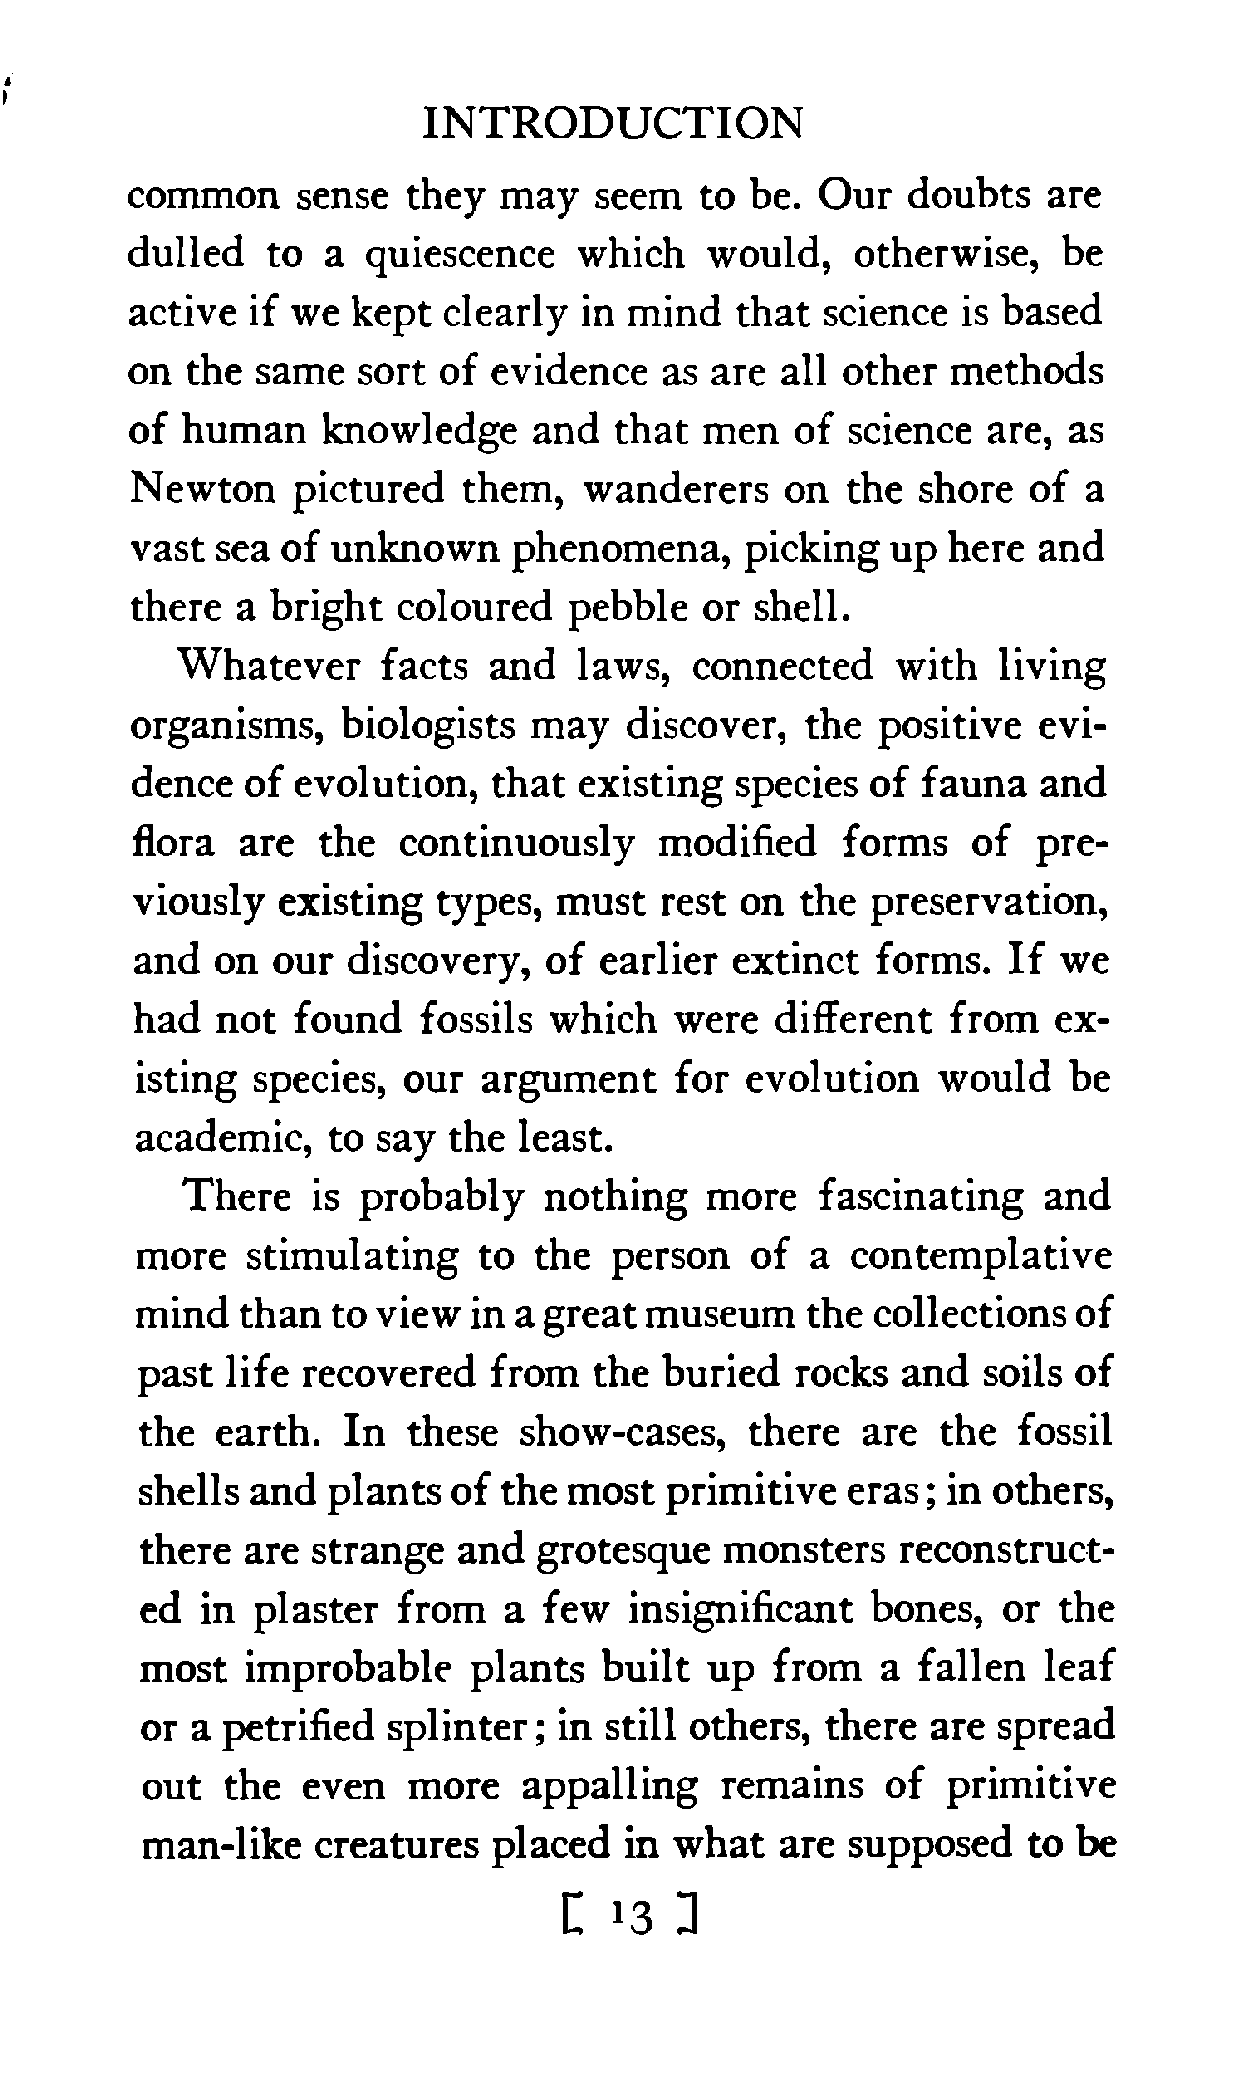 INTRODUCTION
common sense they may seem to be. Our doubts are
dulled to a quiescence which would, otherwise, be
active if we kept clearly in mind that science is based
on the same sort of evidence as are all other methods
of human knowledge and that men of science are, as
Newton pictured them, wanderers on the shore of a
vast sea of unknown phenomena, picking up here and
there a bright coloured pebble or shell.
Whatever facts and laws, connected with living
organisms, biologists may discover, the positive evi-
dence of evolution, that existing species of fauna and
flora are the continuously modified forms of pre-
viously existing types, must rest on the preservation,
and on our discovery, of earlier extinct forms. If we
had not found fossils which were different from ex-
isting species, our argument for evolution would be
academic, to say the least.
There is probably nothing more fascinating and
more stimulating to the person of a contemplative
mind than to view in a great museum the collections of
past life recovered from the buried rocks and soils of
the earth. In these show-cases, there are the fossil
shells and plants of the most primitive eras; in others,
there are strange and grotesque monsters reconstruct-
ed in plaster from a few insignificant bones, or the
most improbable plants built up from a fallen leaf
or a petrified splinter; in still others, there are spread
out the even more appalling remains of primitive
man-like creatures placed in what are supposed to be
[ 13 ]